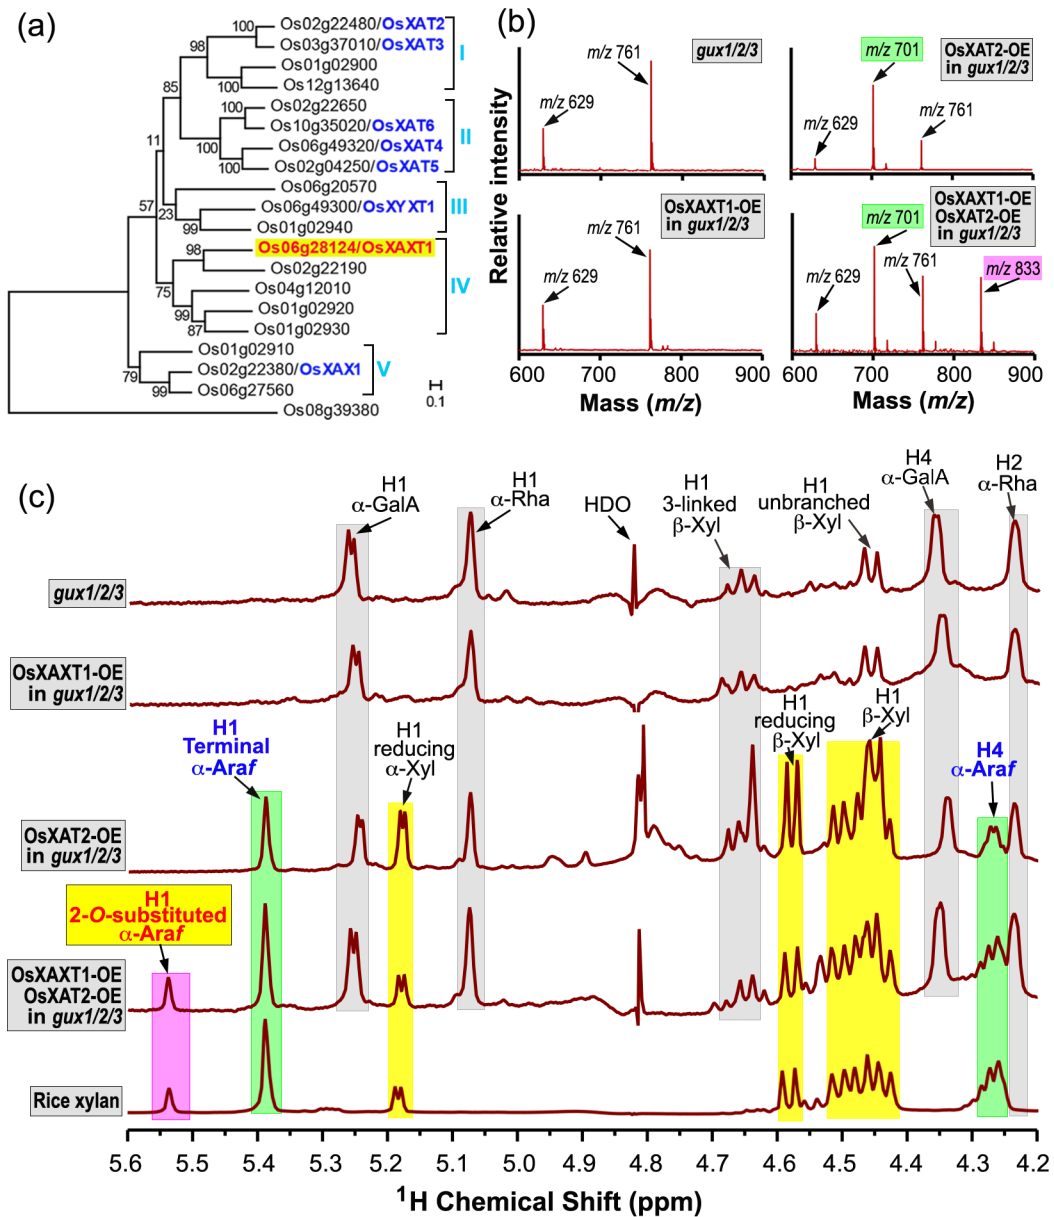 (a)
Os02g22480/OsXAT2
Os03g37010/OsXAT3
Os01g02900
Os12g13640
Os02g22650
Os10g35020/OsXAT6
Os06g49320/OsXAT4
Os02g04250/OsXAT5
Os06g20570
Os06g49300/OsXYXT1
Os01g02940
Os06g28124/OsXAXT1
Os02g22190
Os04g12010
Os01g02920
Os01g02930
Os01g02910
Os02g22380/OsXAX1
Os06g27560
Os08g39380
I
II
III
IV
V
100
98
100
85
100
100
100
11
57
23
99
98
75
99
87
79
99
H
0.1
(b)
Relative intensity
gux1/2/3
m/z 761
m/z 629
OsXAT2-OE
in gux1/2/3
m/z 701
m/z 761
m/z 629
OsXAXT1-OE
in gux1/2/3
m/z 761
m/z 629
OsXAXT1-OE
OsXAT2-OE
in gux1/2/3
m/z 701
m/z 761
m/z 833
m/z 629
600 700 800 900
Mass (m/z)
600 700 800 900
Mass (m/z)
(c)
H1
α-GalA
H1
α-Rha
HDO
H1
3-linked
β-Xyl
H1
unbranched
β-Xyl
H4
α-GalA
H2
α-Rha
gux1/2/3
OsXAXT1-OE
in gux1/2/3
H1
Terminal
α-Araf
H1
reducing
α-Xyl
H1
reducing
β-Xyl
H1
β-Xyl
H4
α-Araf
OsXAT2-OE
in gux1/2/3
H1
2-O-substituted
α-Araf
OsXAXT1-OE
OsXAT2-OE
in gux1/2/3
Rice xylan
5.6 5.4 5.3 5.2 5.1 5.0 4.9 4.8 4.7 4.6 4.5 4.4 4.3 4.2
¹H Chemical Shift (ppm)